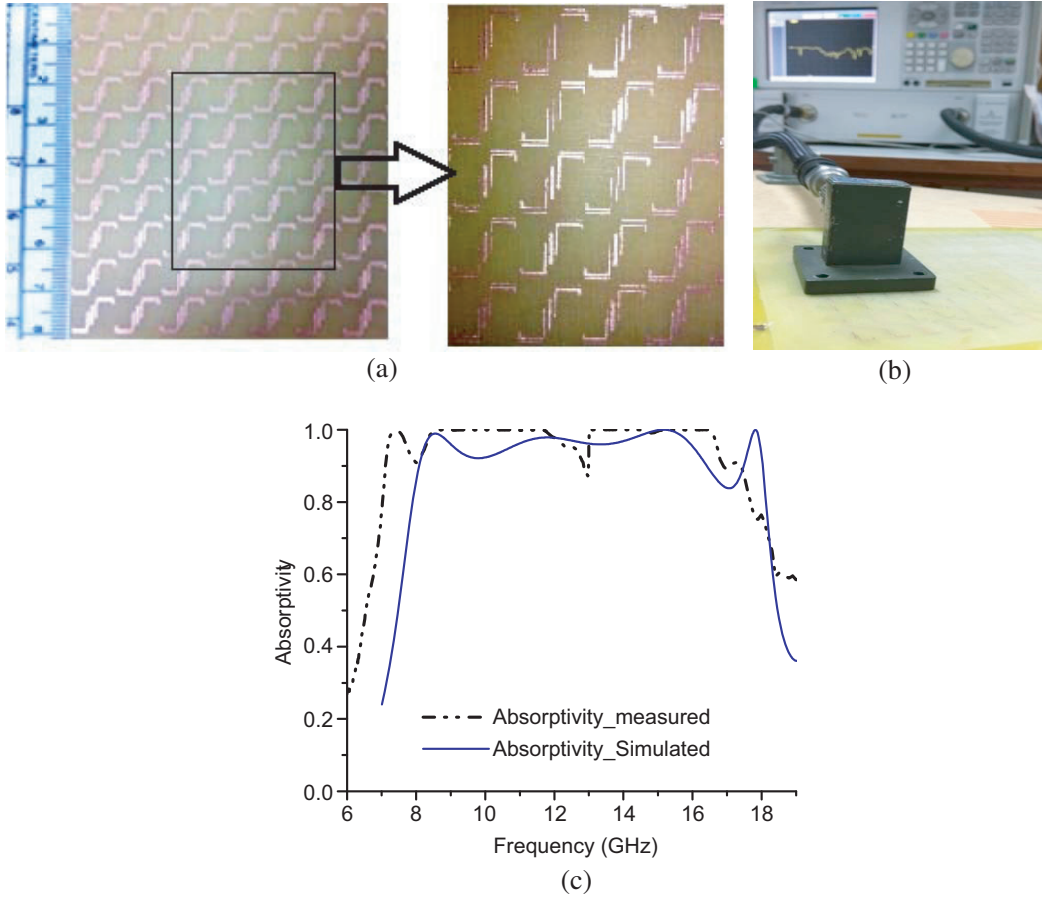 (a)
(b)
1.0
0.8
0.6
0.4
0.2
0.0
Absorptivity
Absorptivity_measured
Absorptivity_Simulated
6 8 10 12 14 16 18
Frequency (GHz)
(c)